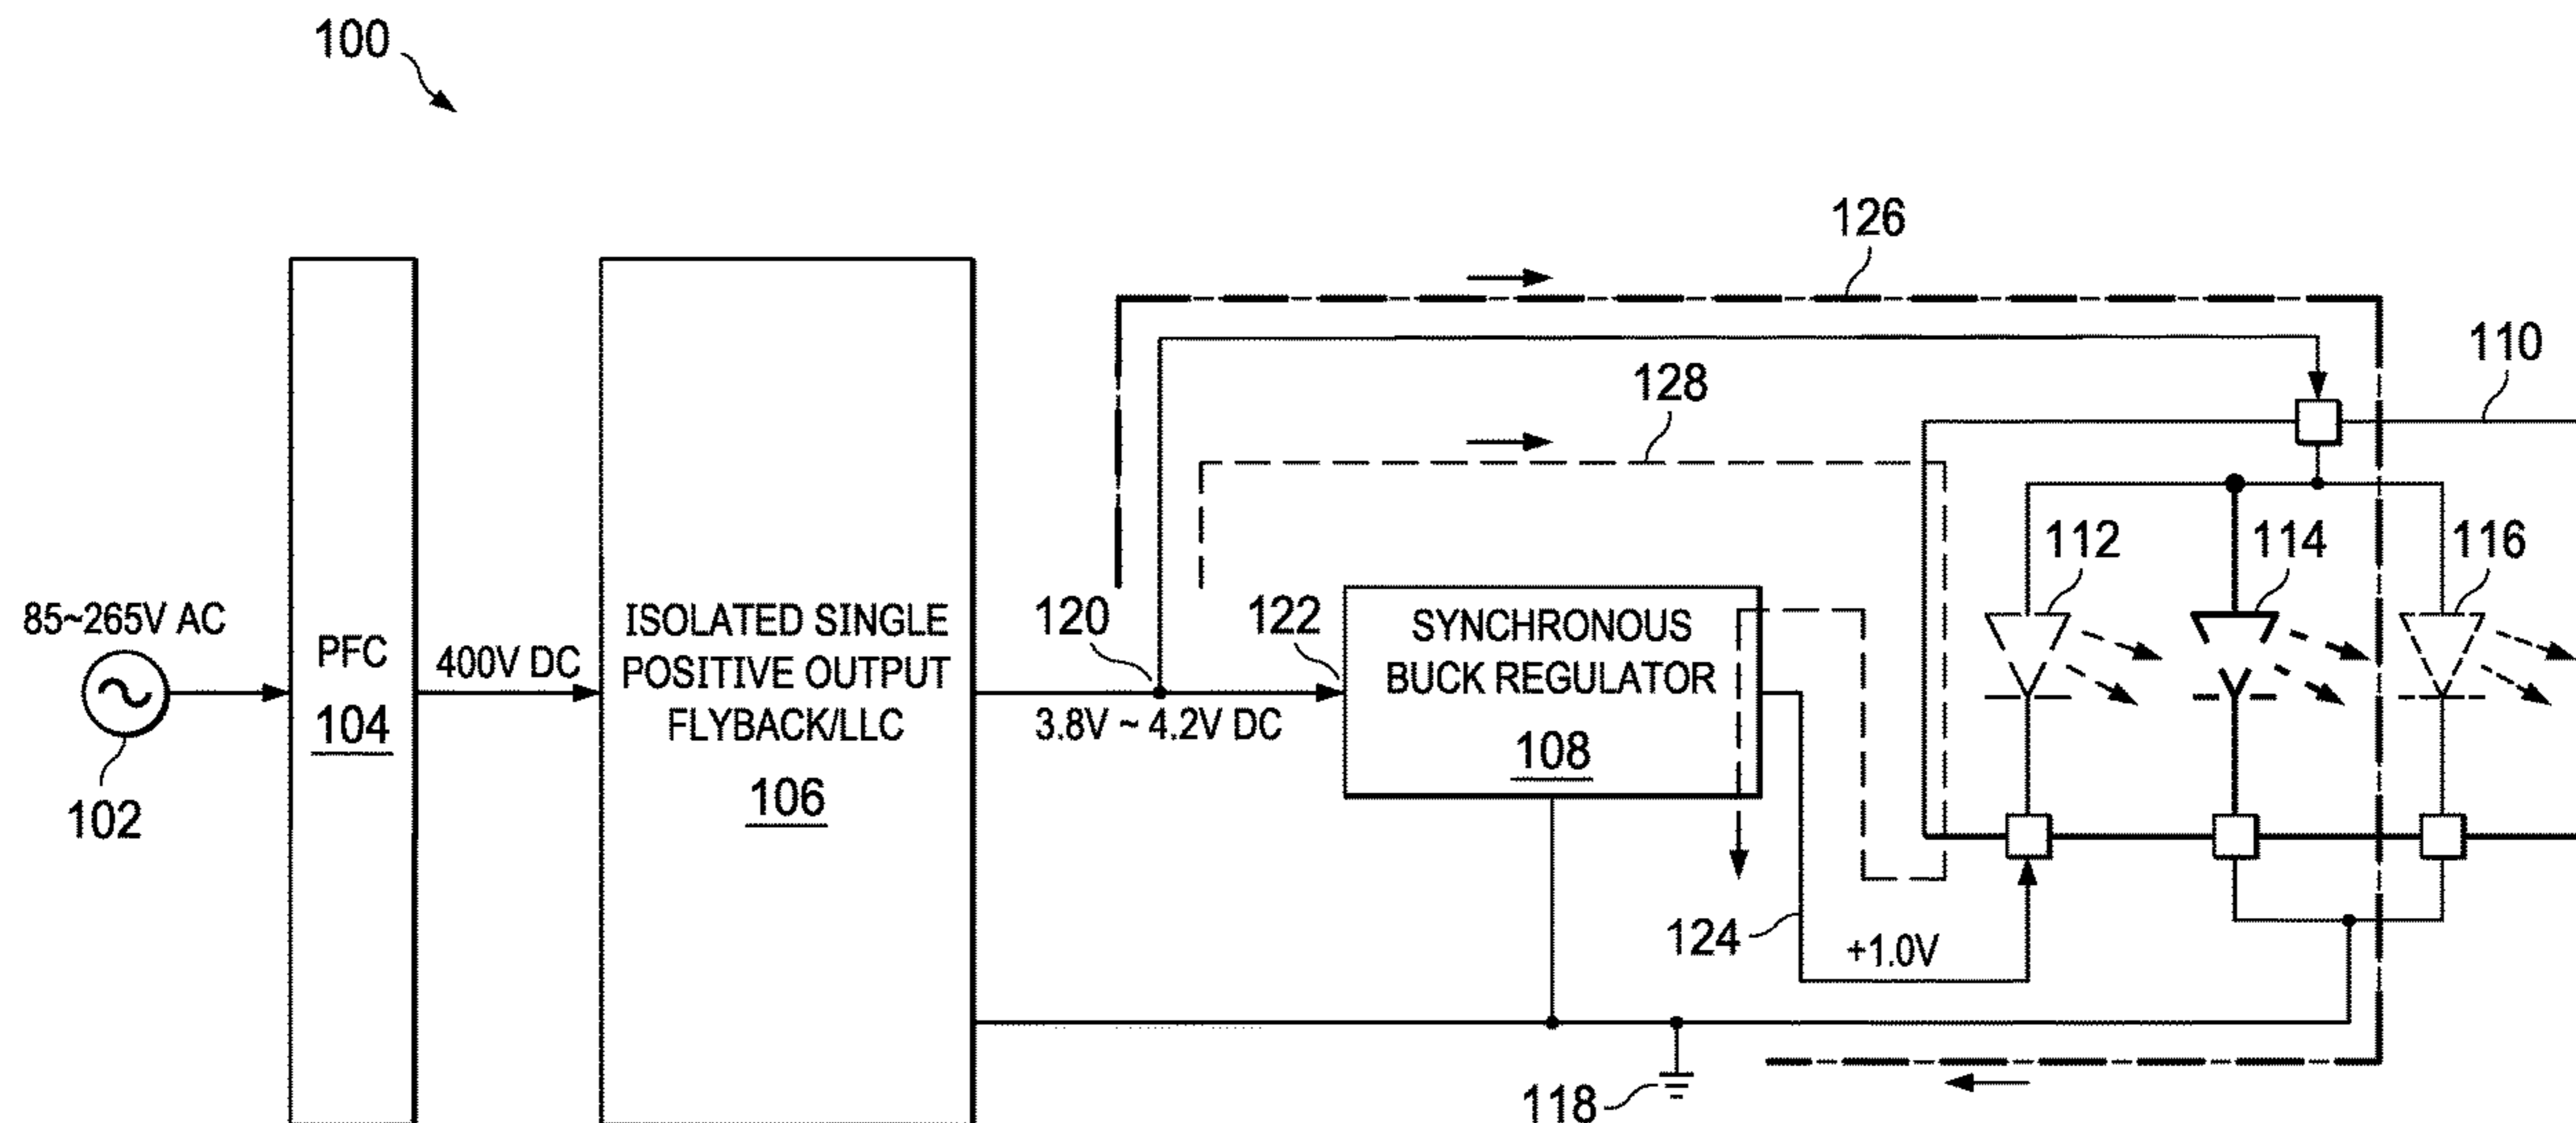 100
126
110
128
112
114
116
85~265V AC
102
PFC
104
400V DC
ISOLATED SINGLE
POSITIVE OUTPUT
FLYBACK/LLC
106
120
3.8V ~ 4.2V DC
122
SYNCHRONOUS
BUCK REGULATOR
108
124
+1.0V
118